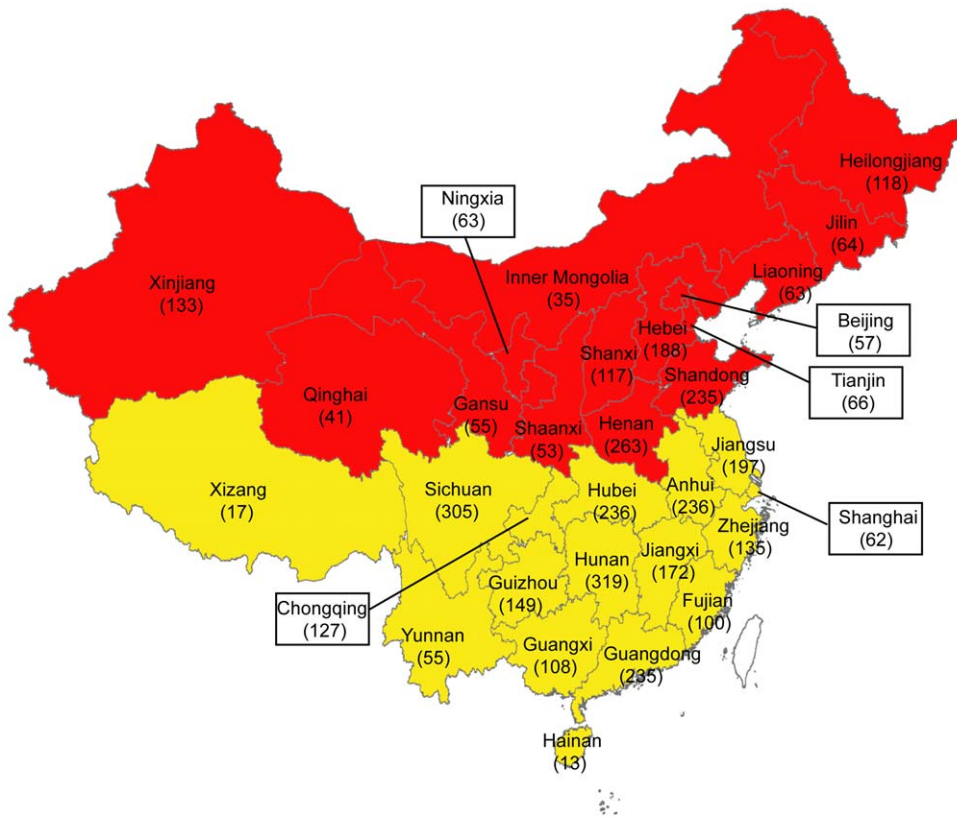 Heilongjiang
(118)
Ningxia
(63)
Jilin
(64)
Inner Mongolia
(35)
Liaoning
(63)
Xinjiang
(133)
Beijing
(57)
Hebei
(188)
Shanxi
(117)
Tianjin
(66)
Shandong
(235)
Qinghai
(41)
Gansu
(55)
Shaanxi
(53)
Henan
(263)
Jiangsu
(197)
Xizang
(17)
Sichuan
(305)
Hubei
(236)
Anhui
(236)
Shanghai
(62)
Zhejiang
(135)
Jiangxi
(172)
Hunan
(319)
Guizhou
(149)
Chongqing
(127)
Fujian
(100)
Yunnan
(55)
Guangxi
(108)
Guangdong
(235)
Hainan
(13)